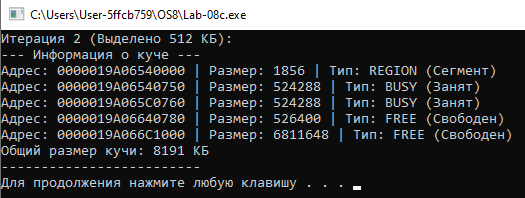 C:\Users\User-5ffcb759\OS8\Lab-08c.exe
Итерация 2 (Выделено 512 КБ):
--- Информация о куче ---
Адрес: 0000019A06540000 | Размер: 1856 | Тип: REGION (Сегмент)
Адрес: 0000019A06540750 | Размер: 524288 | Тип: BUSY (Занят)
Адрес: 0000019A065C0760 | Размер: 524288 | Тип: BUSY (Занят)
Адрес: 0000019A06640780 | Размер: 526400 | Тип: FREE (Свободен)
Адрес: 0000019A066C1000 | Размер: 6811648 | Тип: FREE (Свободен)
Общий размер кучи: 8191 КБ
-------------------------
Для продолжения нажмите любую клавишу . . .